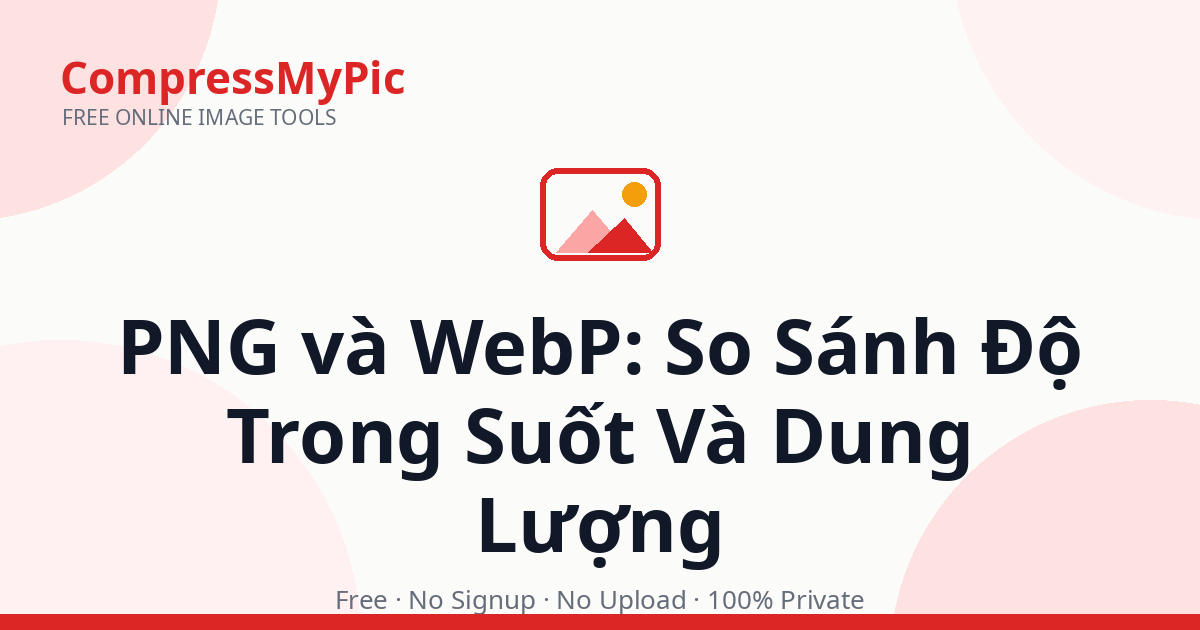 CompressMyPic
FREE ONLINE IMAGE TOOLS
PNG và WebP: So Sánh Độ
Trong Suốt Và Dung
Lượng
Free · No Signup · No Upload · 100% Private